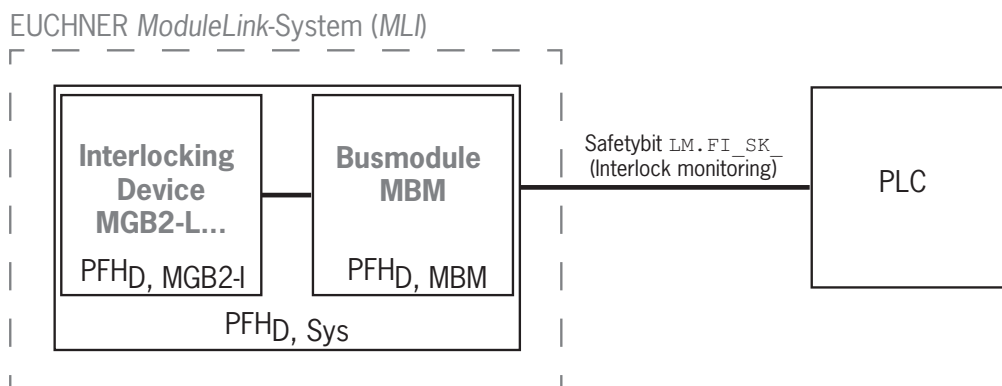 EUCHNER ModuleLink-System (MLI)
Interlocking
Device
MGB2-L...
PFHD, MGB2-I
Busmodule
MBM
PFHD, MBM
PFHD, Sys
Safetybit LM.FI_SK_
(Interlock monitoring)
PLC